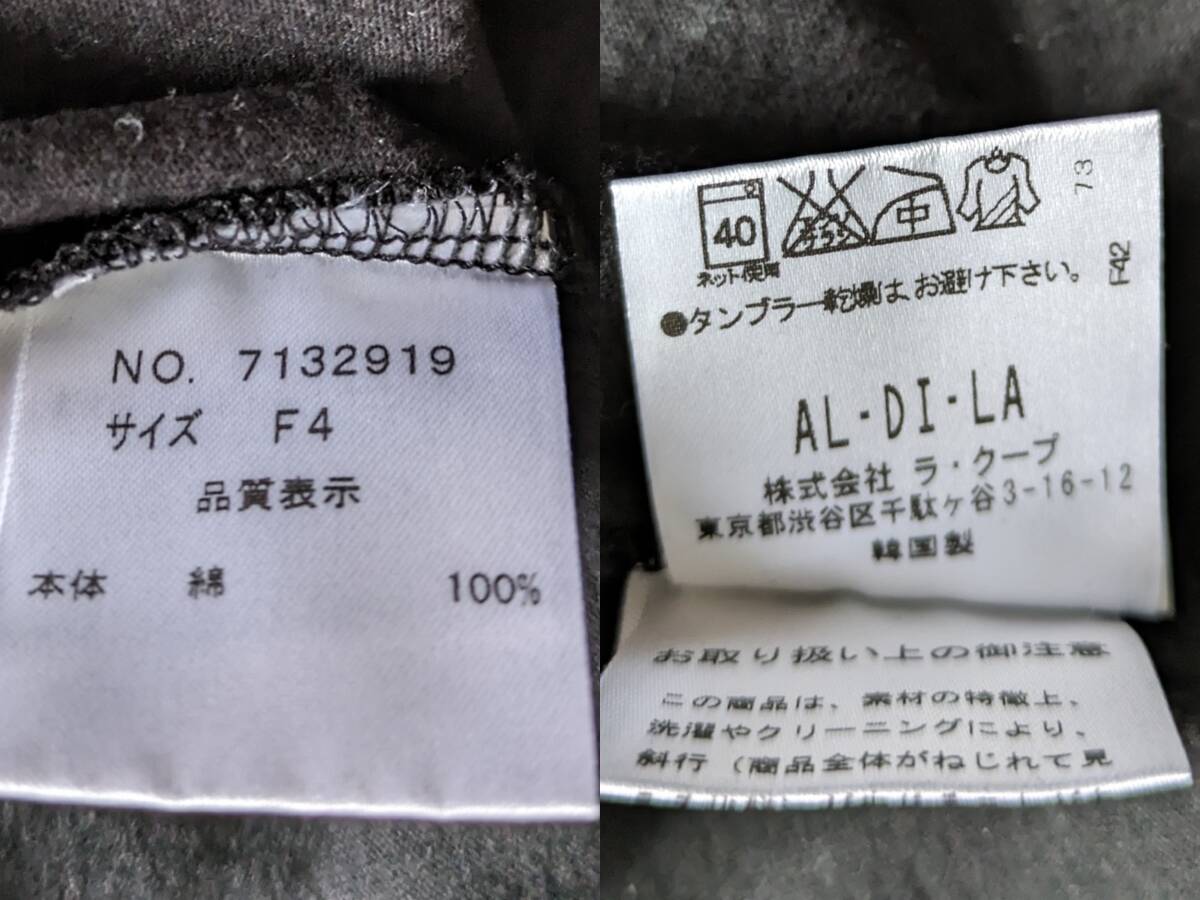 NO. 7132919
サイズ F4
品質表示
本体 綿 100%
40
中
ネット使用
73
F42
●タンブラー乾燥は、お避け下さい。
AL・DI・LA
株式会社 ラ・クープ
東京都渋谷区千駄ヶ谷3-16-12
韓国製
お取り扱い上の御注意
この商品は、素材の特徴上、
洗濯やクリーニングにより、
斜行(商品全体がねじれて見